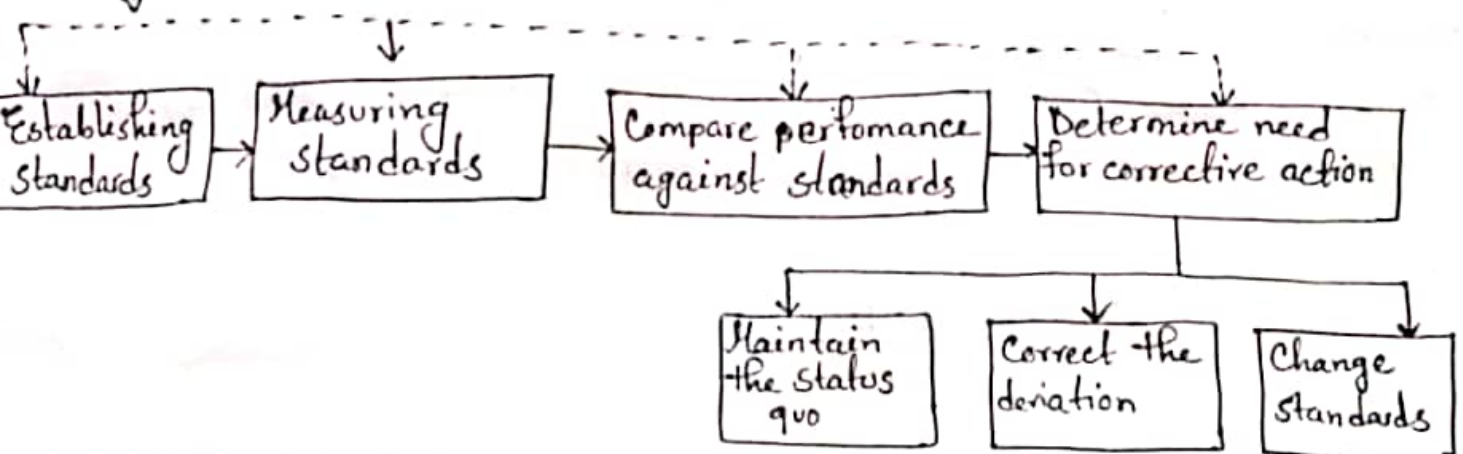 Establishing
standards
Measuring
standards
Compare perfomance
against standards
Determine need
for corrective action
Maintain
the status
quo
Correct the
deviation
Change
standards